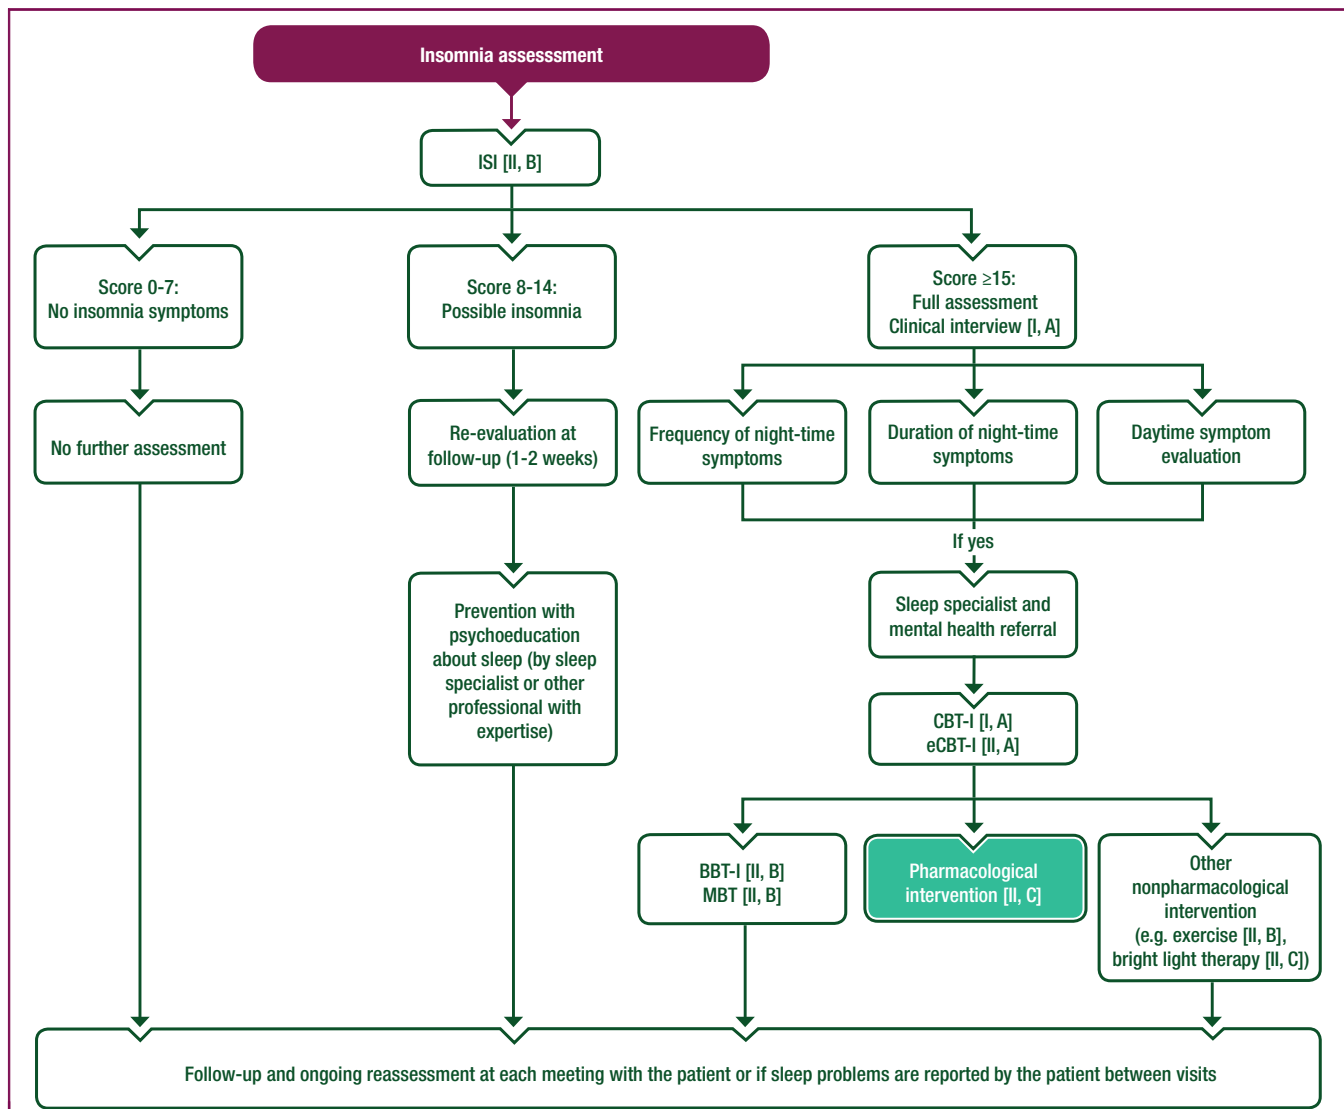 Insomnia assesssment
ISI [II, B]
Score 0-7:
No insomnia symptoms
Score 8-14:
Possible insomnia
Score ≥15:
Full assessment
Clinical interview [I, A]
No further assessment
Re-evaluation at
follow-up (1-2 weeks)
Frequency of night-time
symptoms
Duration of night-time
symptoms
Daytime symptom
evaluation
If yes
Prevention with
psychoeducation
about sleep (by sleep
specialist or other
professional with
expertise)
Sleep specialist and
mental health referral
CBT-I [I, A]
eCBT-I [II, A]
BBT-I [II, B]
MBT [II, B]
Pharmacological
intervention [II, C]
Other
nonpharmacological
intervention
(e.g. exercise [II, B],
bright light therapy [II, C])
Follow-up and ongoing reassessment at each meeting with the patient or if sleep problems are reported by the patient between visits